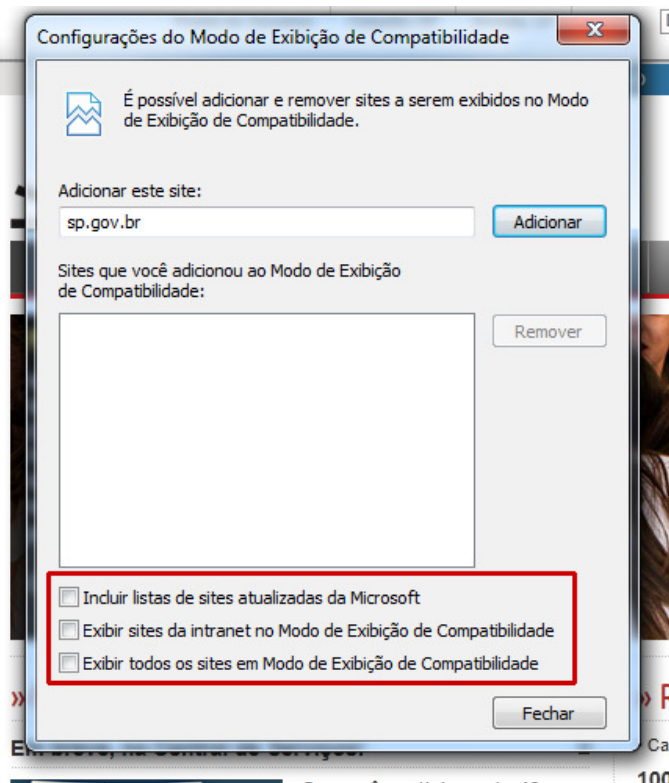 Configurações do Modo de Exibição de Compatibilidade
É possível adicionar e remover sites a serem exibidos no Modo
de Exibição de Compatibilidade.
Adicionar este site:
sp.gov.br
Adicionar
Sites que você adicionou ao Modo de Exibição
de Compatibilidade:
Remover
Incluir listas de sites atualizadas da Microsoft
Exibir sites da intranet no Modo de Exibição de Compatibilidade
Exibir todos os sites em Modo de Exibição de Compatibilidade
Fechar